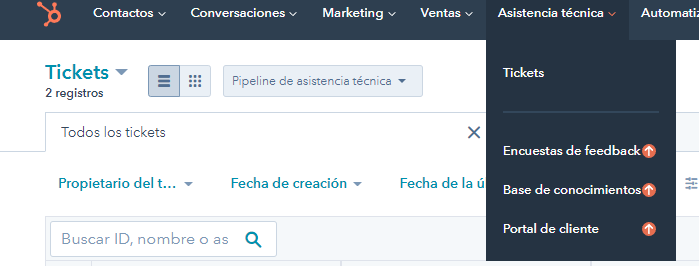 Contactos Conversaciones Marketing Ventas Asistencia técnica Automatiz
Tickets
2 registros
Pipeline de asistencia técnica
Tickets
Todos los tickets
Encuestas de feedback
Propietario del t... Fecha de creación Fecha de la ú
Base de conocimientos
Portal de cliente
Buscar ID, nombre o as